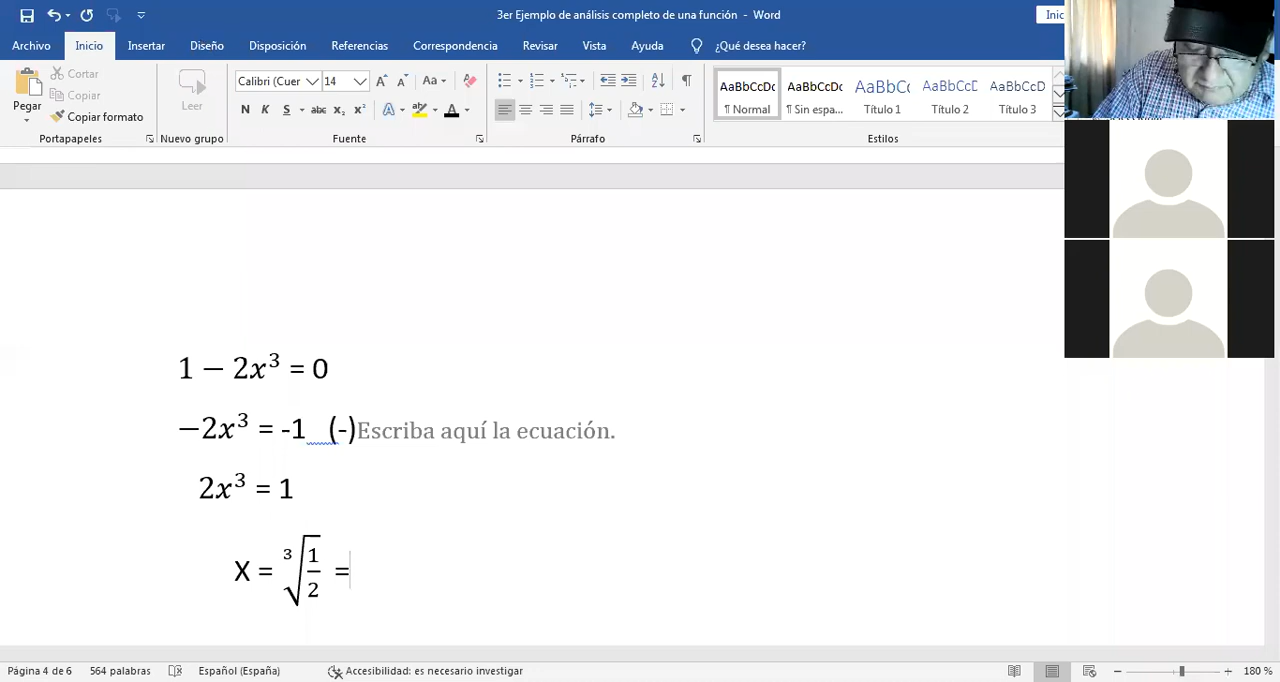 3er Ejemplo de análisis completo de una función - Word
Inic
Archivo Inicio Insertar Diseño Disposición Referencias Correspondencia Revisar Vista Ayuda ¿Qué desea hacer?
Pegar
Cortar
Copiar
Copiar formato
Portapapeles
Leer
Nuevo grupo
Calibri (Cuer 14
N K S abc x₂ x²
Fuente
Párrafo
AaBbCcDc AaBbCcDc AaBbCc AaBbCcD AaBbCcD
¶ Normal ¶ Sin espa... Título 1 Título 2 Título 3
Estilos
1 − 2x³ = 0
−2x³ = -1 (-)Escriba aquí la ecuación.
2x³ = 1
X = ∛(1/2) =
Página 4 de 6 564 palabras Español (España) Accesibilidad: es necesario investigar 180 %